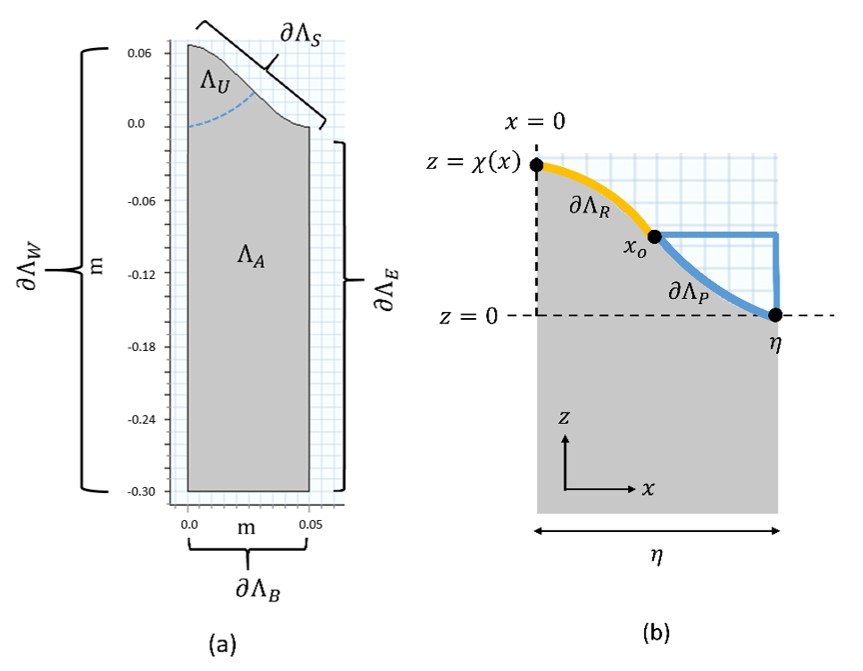 ∂Λ_S
0.06
Λ_U
0.0
-0.06
Λ_A
∂Λ_W
m
-0.12
∂Λ_E
-0.18
-0.24
-0.30
0.0
m
0.05
∂Λ_B
(a)
x = 0
z = χ(x)
∂Λ_R
x_o
∂Λ_P
z = 0
η
z
x
η
(b)